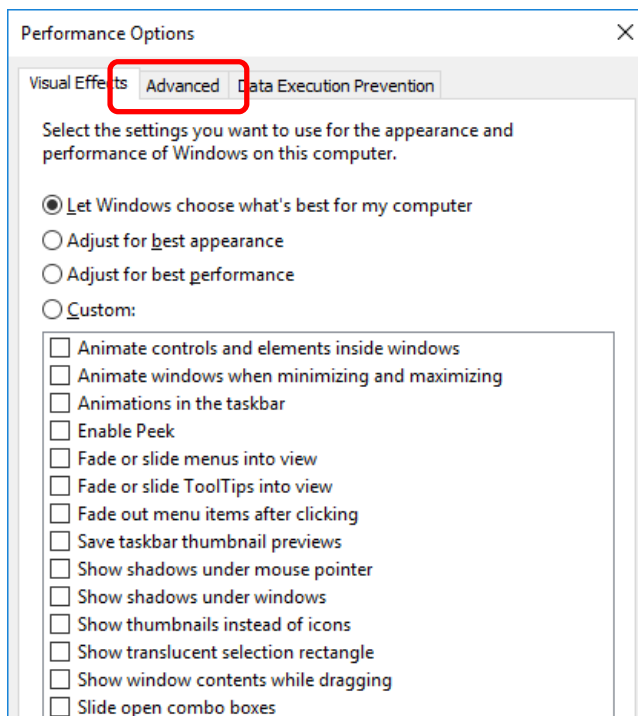 Performance Options
Visual Effects Advanced Data Execution Prevention
Select the settings you want to use for the appearance and
performance of Windows on this computer.
Let Windows choose what's best for my computer
Adjust for best appearance
Adjust for best performance
Custom:
Animate controls and elements inside windows
Animate windows when minimizing and maximizing
Animations in the taskbar
Enable Peek
Fade or slide menus into view
Fade or slide ToolTips into view
Fade out menu items after clicking
Save taskbar thumbnail previews
Show shadows under mouse pointer
Show shadows under windows
Show thumbnails instead of icons
Show translucent selection rectangle
Show window contents while dragging
Slide open combo boxes